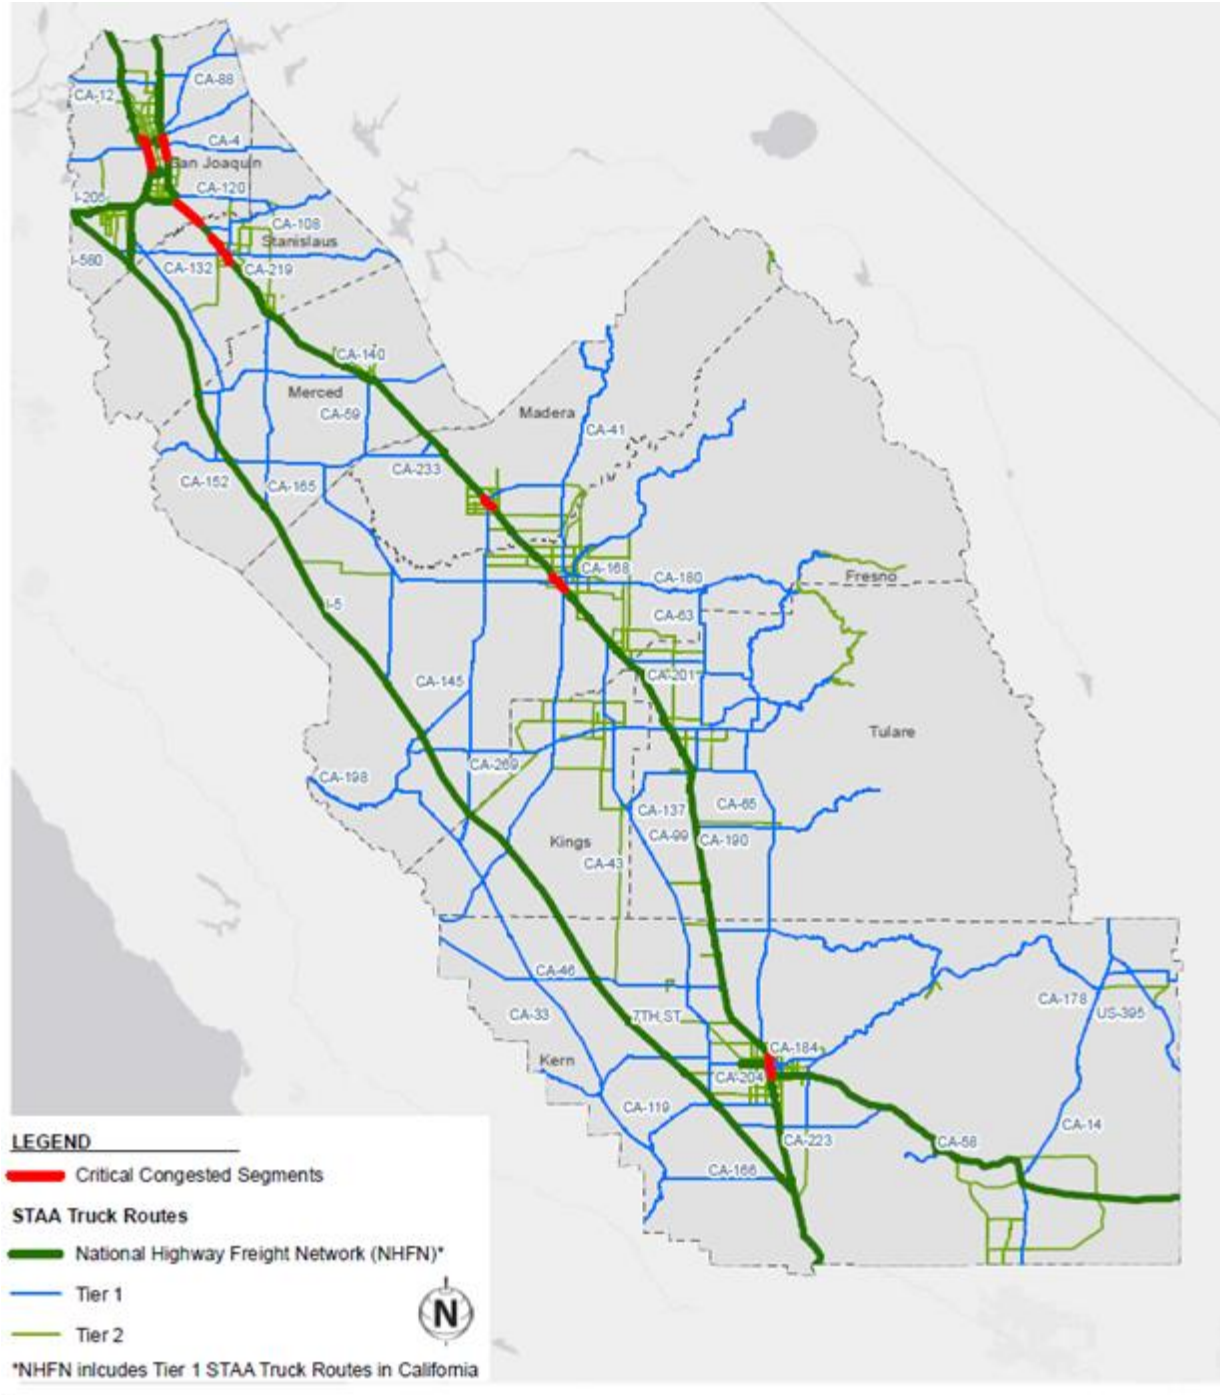 CA-88
CA-12
CA-4
San Joaquin
CA-120
I-205
CA-108
Stanislaus
I-580
CA-132
CA-219
CA-140
Merced
CA-59
Madera
CA-41
CA-233
CA-152
CA-165
CA-168
CA-180
Fresno
I-5
CA-63
CA-145
CA-201
Tulare
CA-269
CA-198
CA-137
CA-65
CA-99
CA-190
Kings
CA-43
CA-46
CA-178
US-395
CA-33
7TH ST
CA-184
Kern
CA-204
CA-119
CA-14
CA-223
CA-58
CA-166
LEGEND
Critical Congested Segments
STAA Truck Routes
National Highway Freight Network (NHFN)*
Tier 1
N
Tier 2
*NHFN inlcudes Tier 1 STAA Truck Routes in California